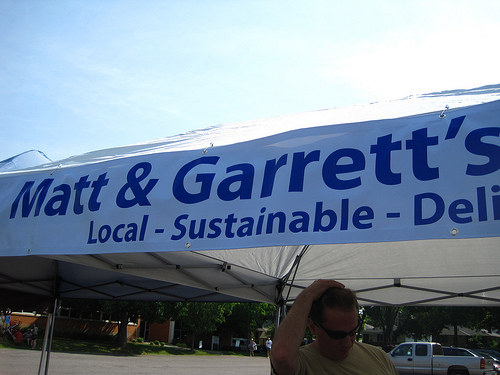 Matt & Garrett's
Local - Sustainable - Deli